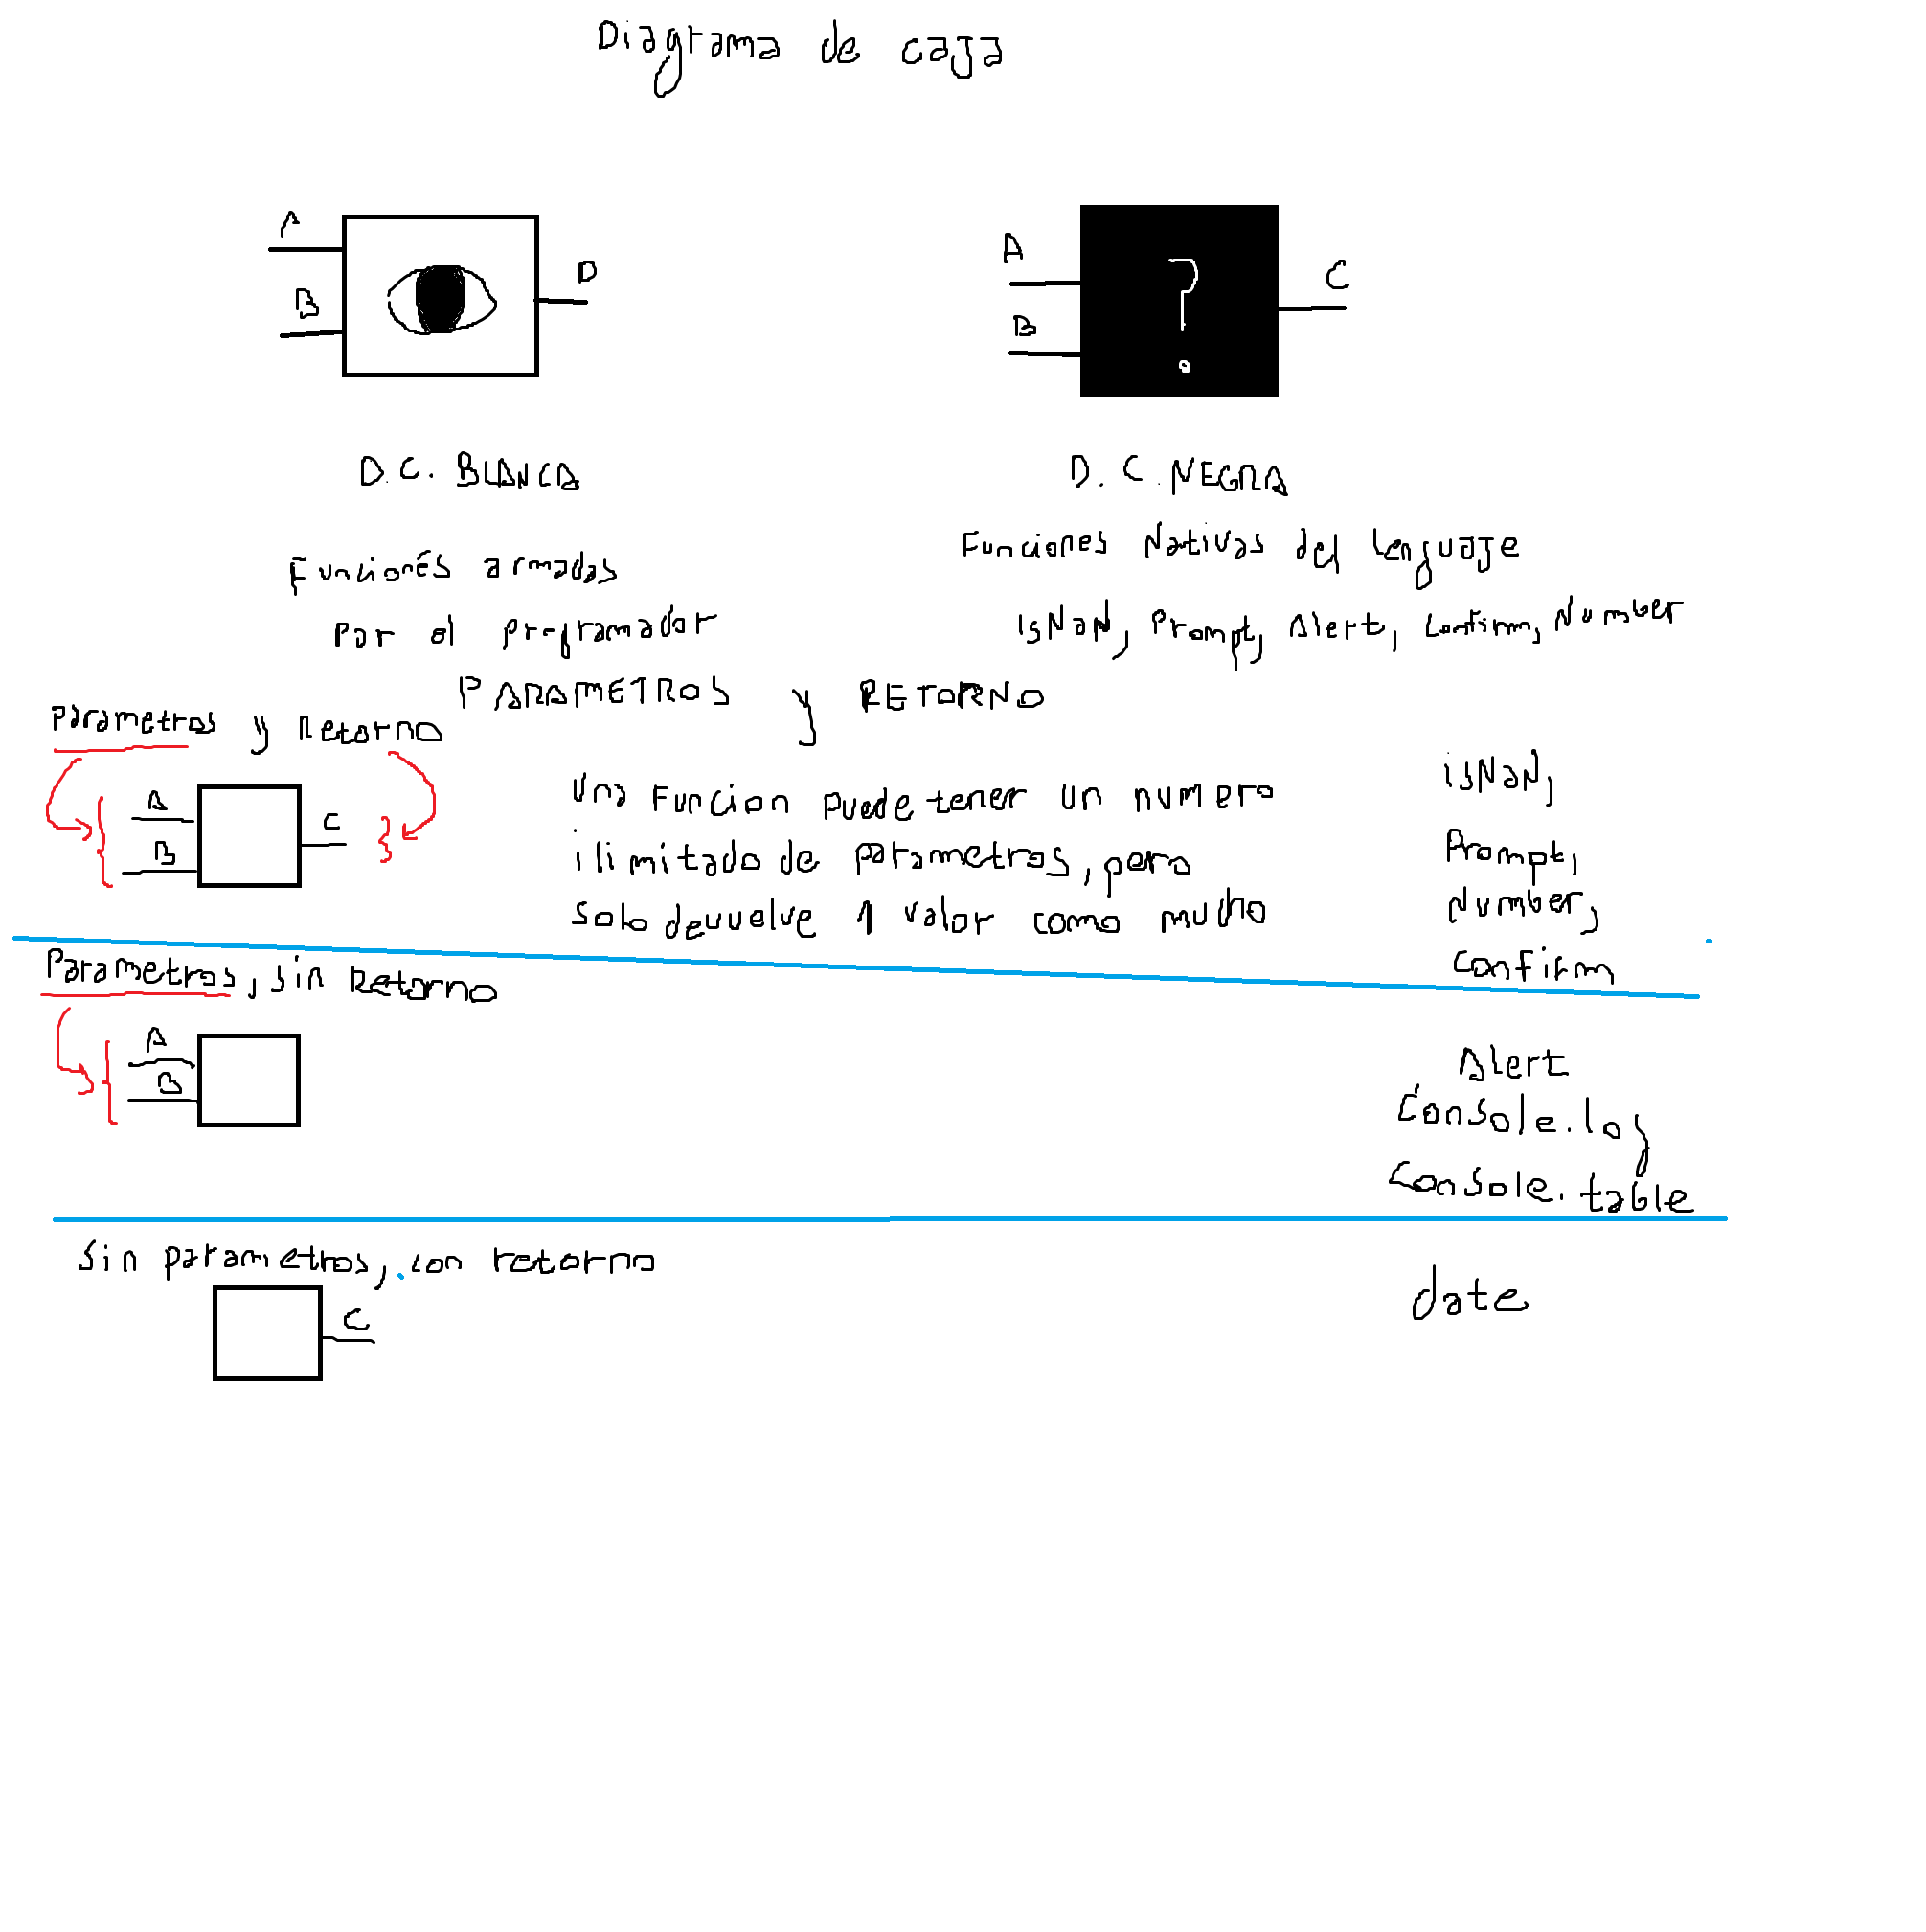 Diagrama de caja
A
B
D
A
B
C
?
D.C. BLANCA
D.C. NEGRA
Funciones armadas
por el programador
Funciones Nativas del lenguaje
IsNaN, Prompt, Alert, Confirm, Number
PARAMETROS y RETORNO
Parametros y Retorno
A
B
C
Una Funcion puede tener un numero
ilimitado de parametros, pero
solo devuelve 1 valor como mucho
isNaN,
Prompt,
Number,
confirm
Parametros, sin Retorno
A
B
Alert
Console.log
Console.table
Sin parametros, con retorno
C
date